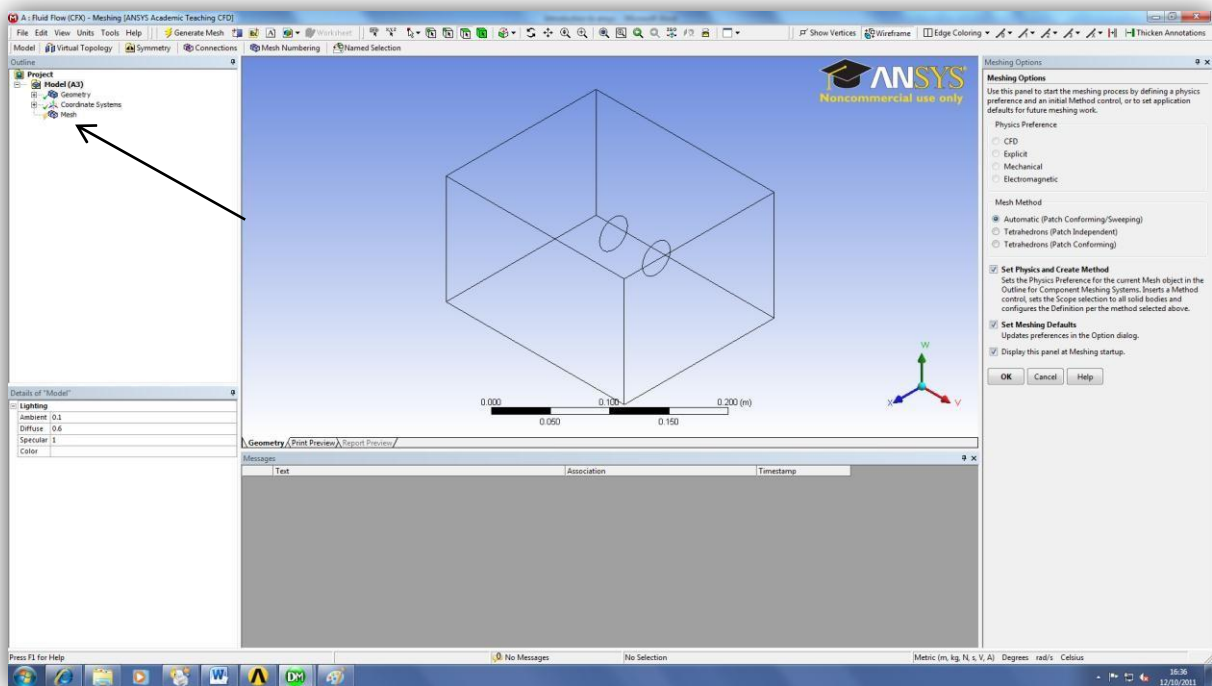 A : Fluid Flow (CFX) - Meshing [ANSYS Academic Teaching CFD]
File Edit View Units Tools Help Generate Mesh Worksheet Show Vertices Wireframe Edge Coloring Thicken Annotations
Model Virtual Topology Symmetry Connections Mesh Numbering Named Selection
Outline
Project
Model (A3)
Geometry
Coordinate Systems
Mesh
Details of "Model"
Lighting
Ambient 0.1
Diffuse 0.6
Specular 1
Color
ANSYS
Noncommercial use only
W
X
V
0.000 0.100 0.200 (m)
0.050 0.150
Geometry Print Preview Report Preview
Messages
Text Association Timestamp
Meshing Options
Meshing Options
Use this panel to start the meshing process by defining a physics
preference and an initial Method control, or to set application
defaults for future meshing work.
Physics Preference
CFD
Explicit
Mechanical
Electromagnetic
Mesh Method
Automatic (Patch Conforming/Sweeping)
Tetrahedrons (Patch Independent)
Tetrahedrons (Patch Conforming)
Set Physics and Create Method
Sets the Physics Preference for the current Mesh object in the
Outline for Component Meshing Systems. Inserts a Method
control, sets the Scope selection to all solid bodies and
configures the Definition per the method selected above.
Set Meshing Defaults
Updates preferences in the Option dialog.
Display this panel at Meshing startup.
OK Cancel Help
Press F1 for Help No Messages No Selection Metric (m, kg, N, s, V, A) Degrees rad/s Celsius
W DM
16:36
12/10/2011